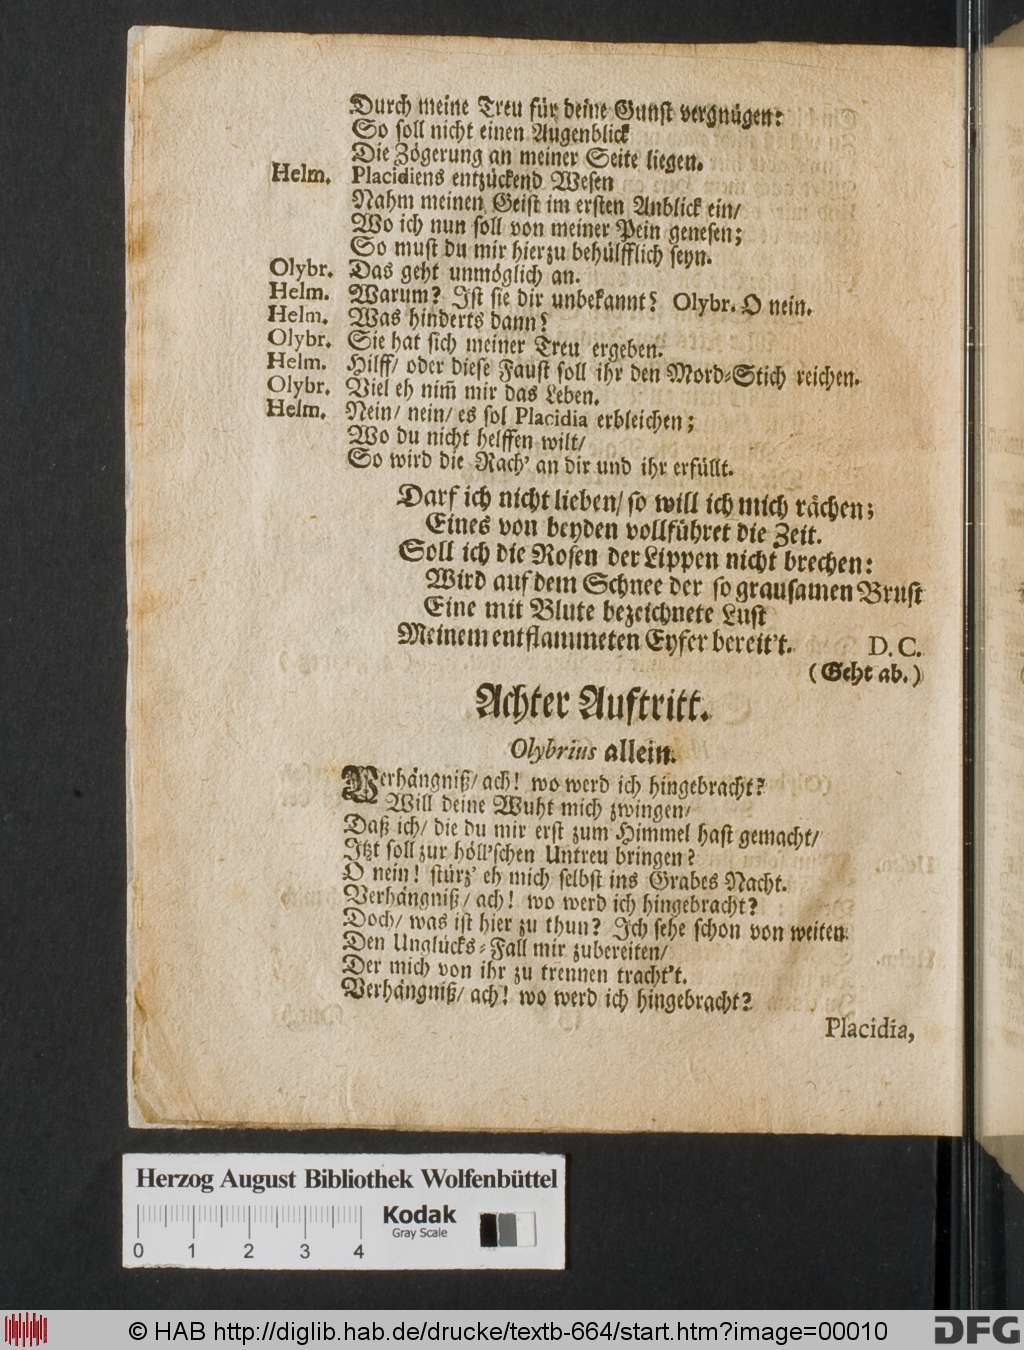 Durch meine Treu für deine Gunst vergnügen:
So soll nicht einen Augenblick
Die Zögerung an meiner Seite liegen.
Helm. Placidiens entzückend Wesen
Nahm meinen Geist im ersten Anblick ein/
Wo ich nun soll von meiner Pein genesen;
So must du mir hierzu behülfflich seyn.
Olybr. Das geht unmöglich an.
Helm. Warum? Ist sie dir unbekannt? Olybr. O nein.
Helm. Was hinderts dann?
Olybr. Sie hat sich meiner Treu ergeben.
Helm. Hilff/ oder diese Faust soll ihr den Mord-Stich reichen.
Olybr. Viel eh nim̃ mir das Leben.
Helm. Nein/ nein/ es sol Placidia erbleichen;
Wo du nicht helffen wilt/
So wird die Rach' an dir und ihr erfüllt.
Darf ich nicht lieben/ so will ich mich rächen;
Eines von beyden vollführet die Zeit.
Soll ich die Rosen der Lippen nicht brechen:
Wird auf dem Schnee der so grausamen Brust
Eine mit Blute bezeichnete Lust
Meinem entflammeten Eyfer bereit't. D. C.
(Geht ab.)
Achter Auftritt.
Olybrius allein.
Verhängniß/ ach! wo werd ich hingebracht?
Will deine Wuht mich zwingen/
Daß ich/ die du mir erst zum Himmel hast gemacht/
Itzt soll zur höll'schen Untreu bringen?
O nein! stürz' eh mich selbst ins Grabes Nacht.
Verhängniß/ ach! wo werd ich hingebracht?
Doch/ was ist hier zu thun? Ich sehe schon von weiten
Den Unglücks-Fall mir zubereiten/
Der mich von ihr zu trennen tracht't.
Verhängniß/ ach! wo werd ich hingebracht?
Placidia,
Herzog August Bibliothek Wolfenbüttel
Kodak
Gray Scale
0 1 2 3 4
© HAB http://diglib.hab.de/drucke/textb-664/start.htm?image=00010
DFG